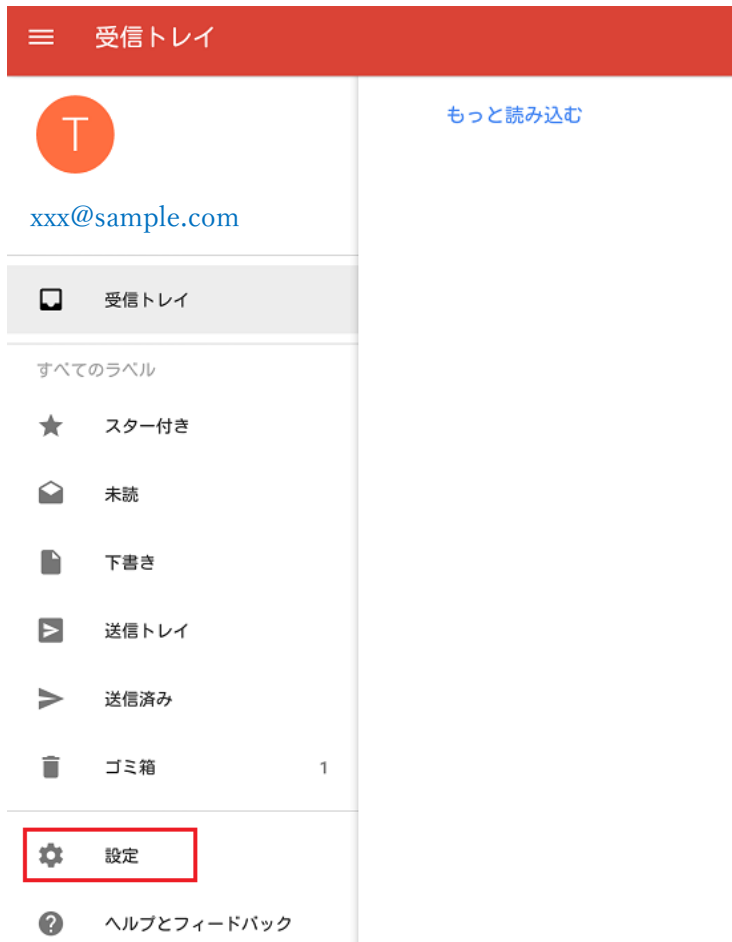 受信トレイ
T
xxx@sample.com
もっと読み込む
受信トレイ
すべてのラベル
スター付き
未読
下書き
送信トレイ
送信済み
ゴミ箱 1
設定
ヘルプとフィードバック